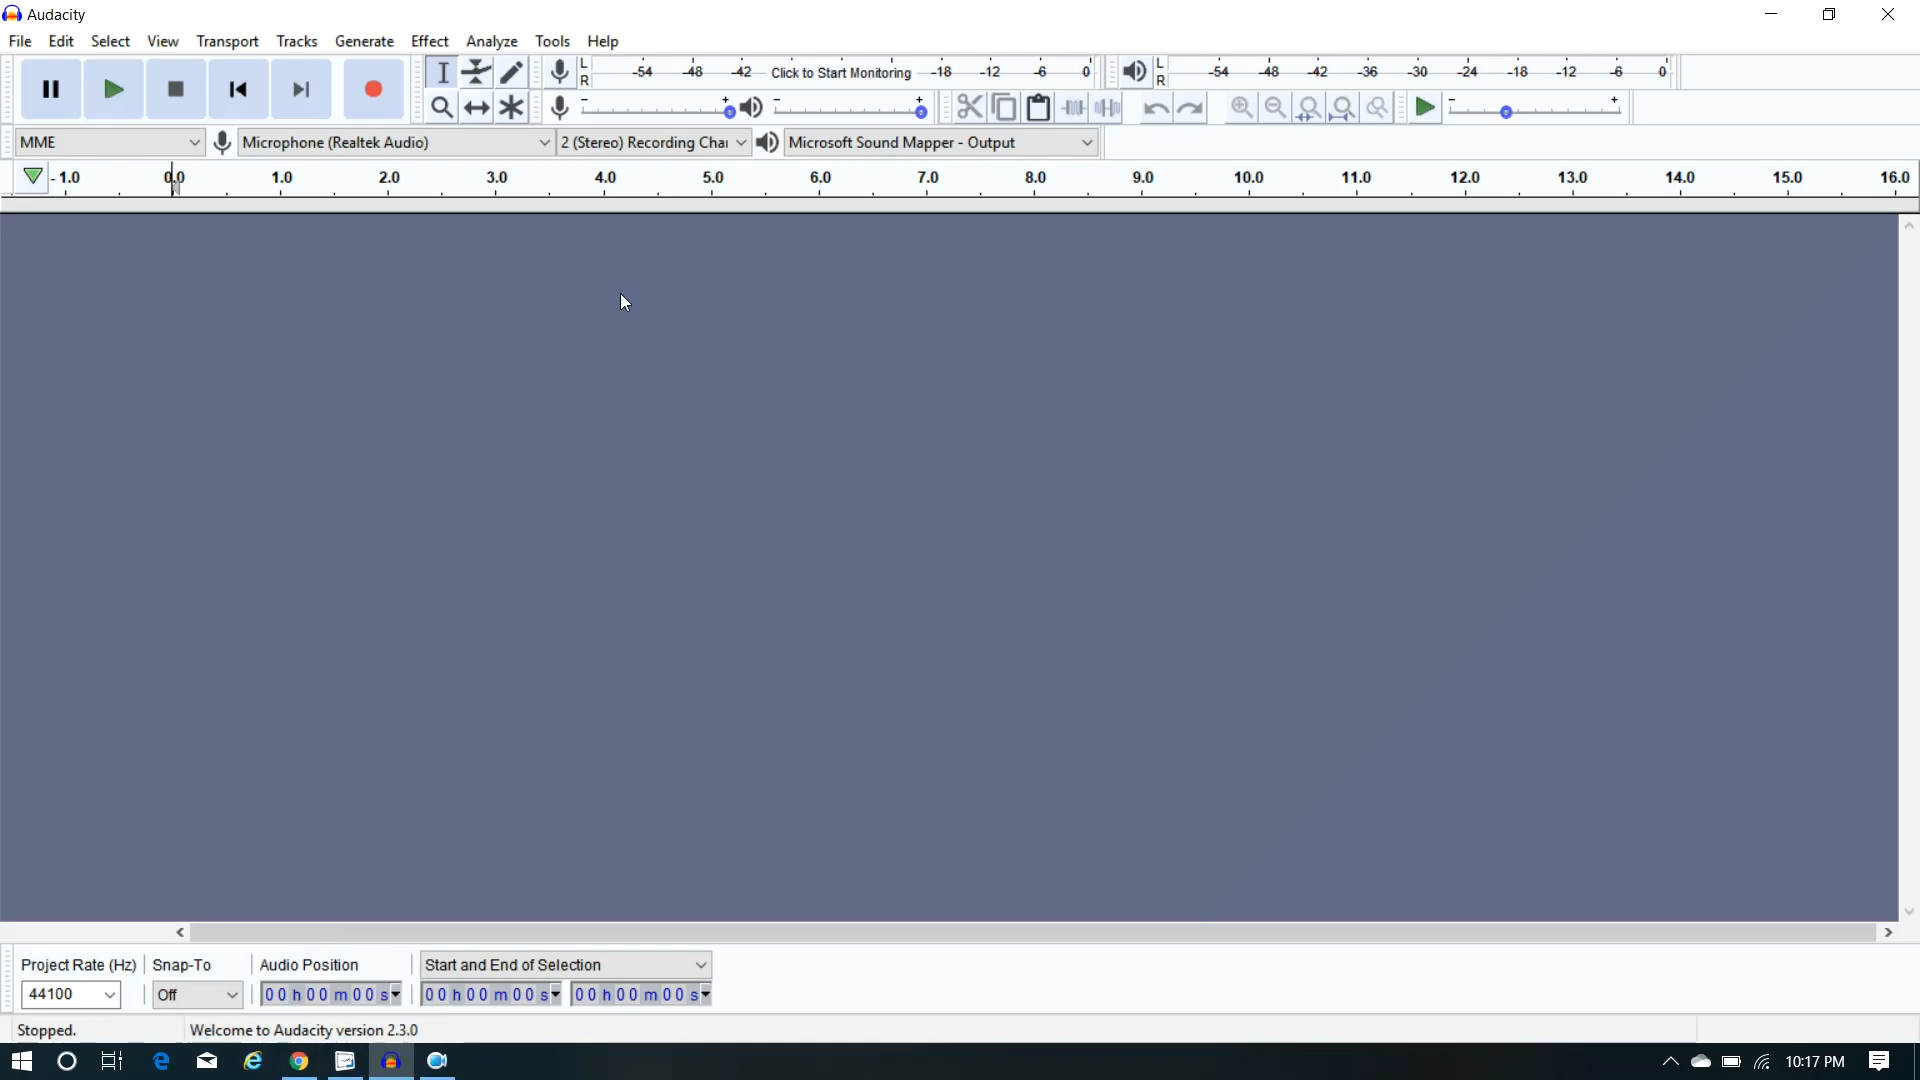 Audacity
File Edit Select View Transport Tracks Generate Effect Analyze Tools Help
L R -54 -48 -42 Click to Start Monitoring -18 -12 -6 0
L R -54 -48 -42 -36 -30 -24 -18 -12 -6 0
- + - + - +
MME Microphone (Realtek Audio) 2 (Stereo) Recording Chai Microsoft Sound Mapper - Output
-1.0 0.0 1.0 2.0 3.0 4.0 5.0 6.0 7.0 8.0 9.0 10.0 11.0 12.0 13.0 14.0 15.0 16.0
Project Rate (Hz) Snap-To Audio Position Start and End of Selection
44100 Off 00 h 00 m 00 s 00 h 00 m 00 s 00 h 00 m 00 s
Stopped. Welcome to Audacity version 2.3.0
10:17 PM